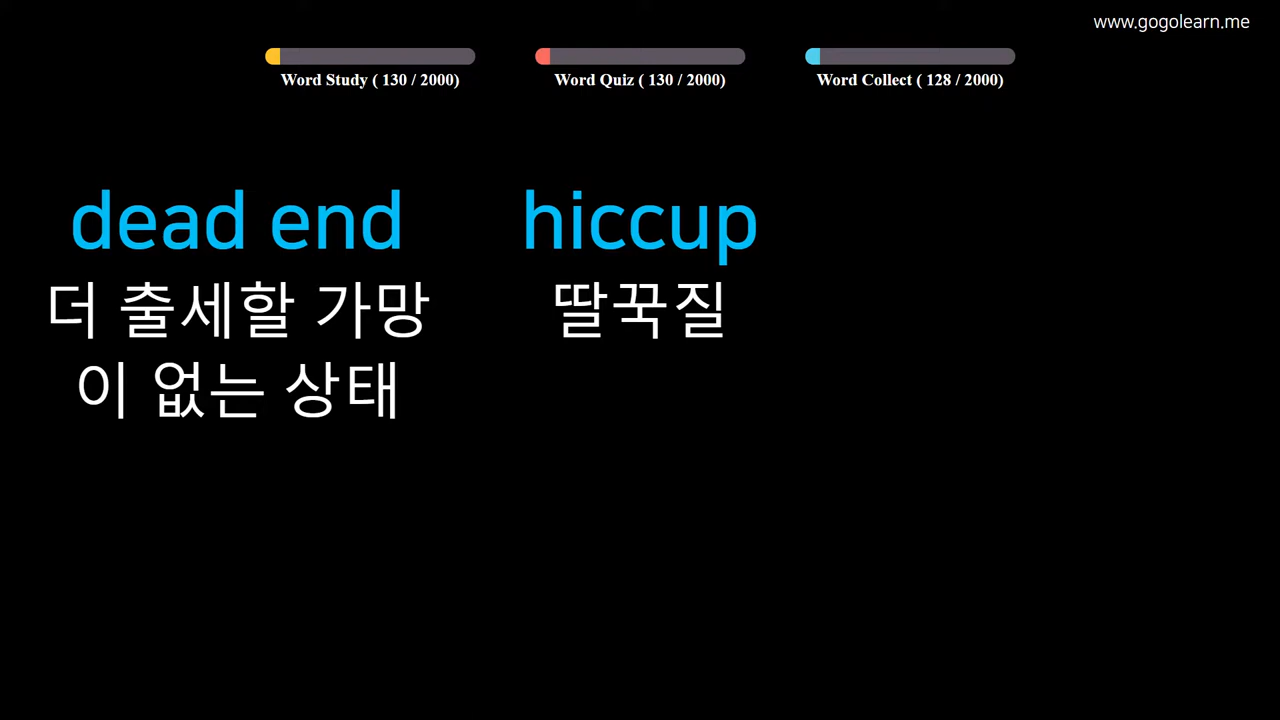 www.gogolearn.me
Word Study ( 130 / 2000)
Word Quiz ( 130 / 2000)
Word Collect ( 128 / 2000)
dead end
더 출세할 가망
이 없는 상태
hiccup
딸꾹질